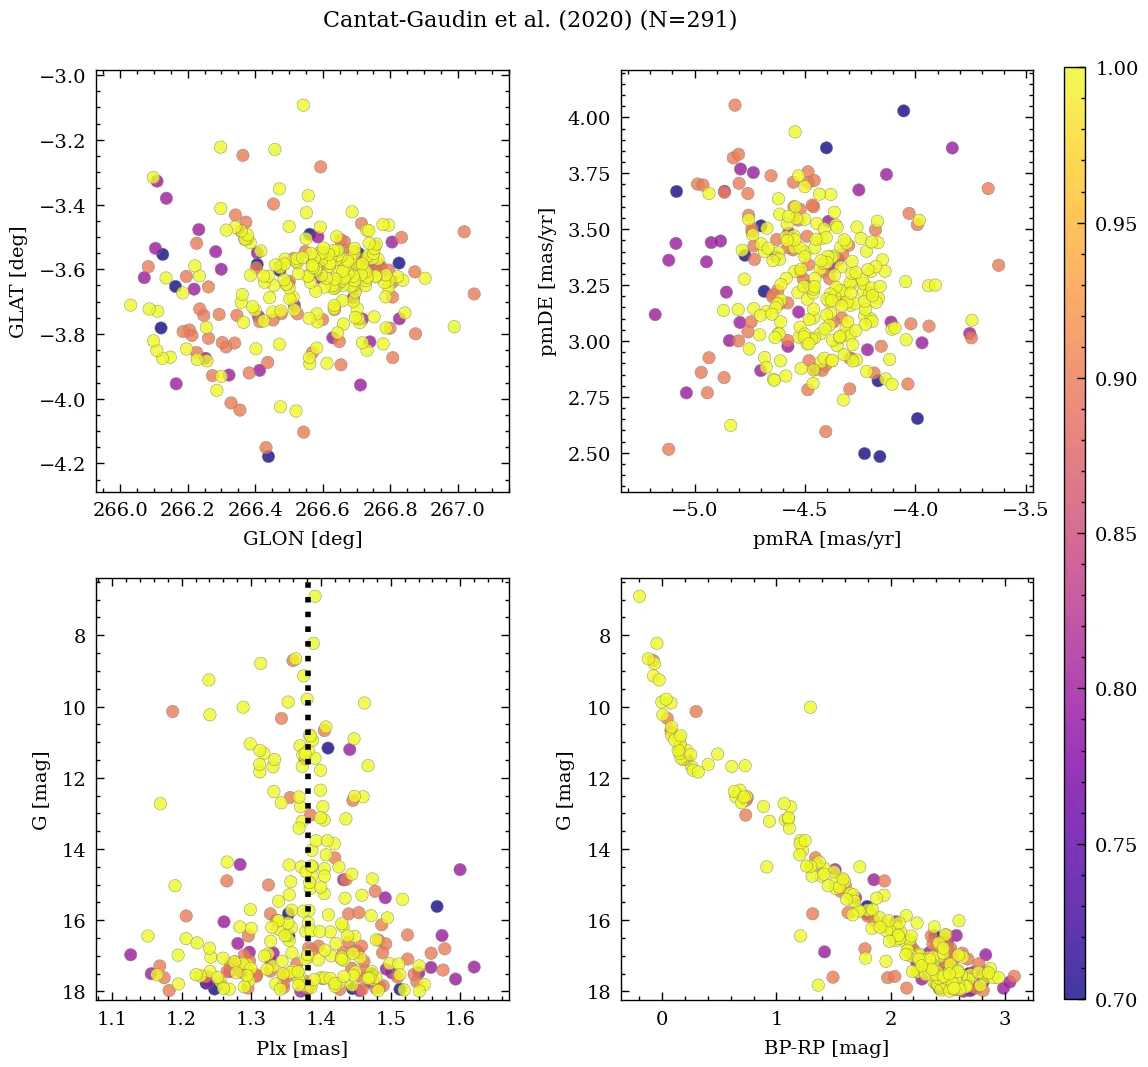 Cantat-Gaudin et al. (2020) (N=291)
−3.0
−3.2
−3.4
−3.6
−3.8
−4.0
−4.2
GLAT [deg]
266.0 266.2 266.4 266.6 266.8 267.0
GLON [deg]
4.00
3.75
3.50
3.25
3.00
2.75
2.50
pmDE [mas/yr]
−5.0 −4.5 −4.0 −3.5
pmRA [mas/yr]
8
10
12
14
16
18
G [mag]
1.1 1.2 1.3 1.4 1.5 1.6
Plx [mas]
8
10
12
14
16
18
G [mag]
0 1 2 3
BP-RP [mag]
1.00
0.95
0.90
0.85
0.80
0.75
0.70